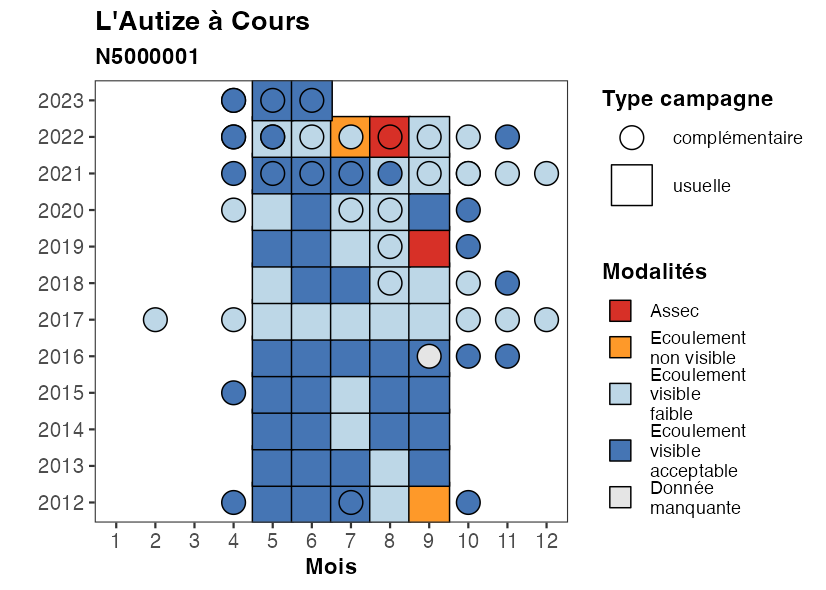 L'Autize à Cours
N5000001
2023
2022
2021
2020
2019
2018
2017
2016
2015
2014
2013
2012
1 2 3 4 5 6 7 8 9 10 11 12
Mois
Type campagne
complémentaire
usuelle
Modalités
Assec
Ecoulement
non visible
Ecoulement
visible
faible
Ecoulement
visible
acceptable
Donnée
manquante